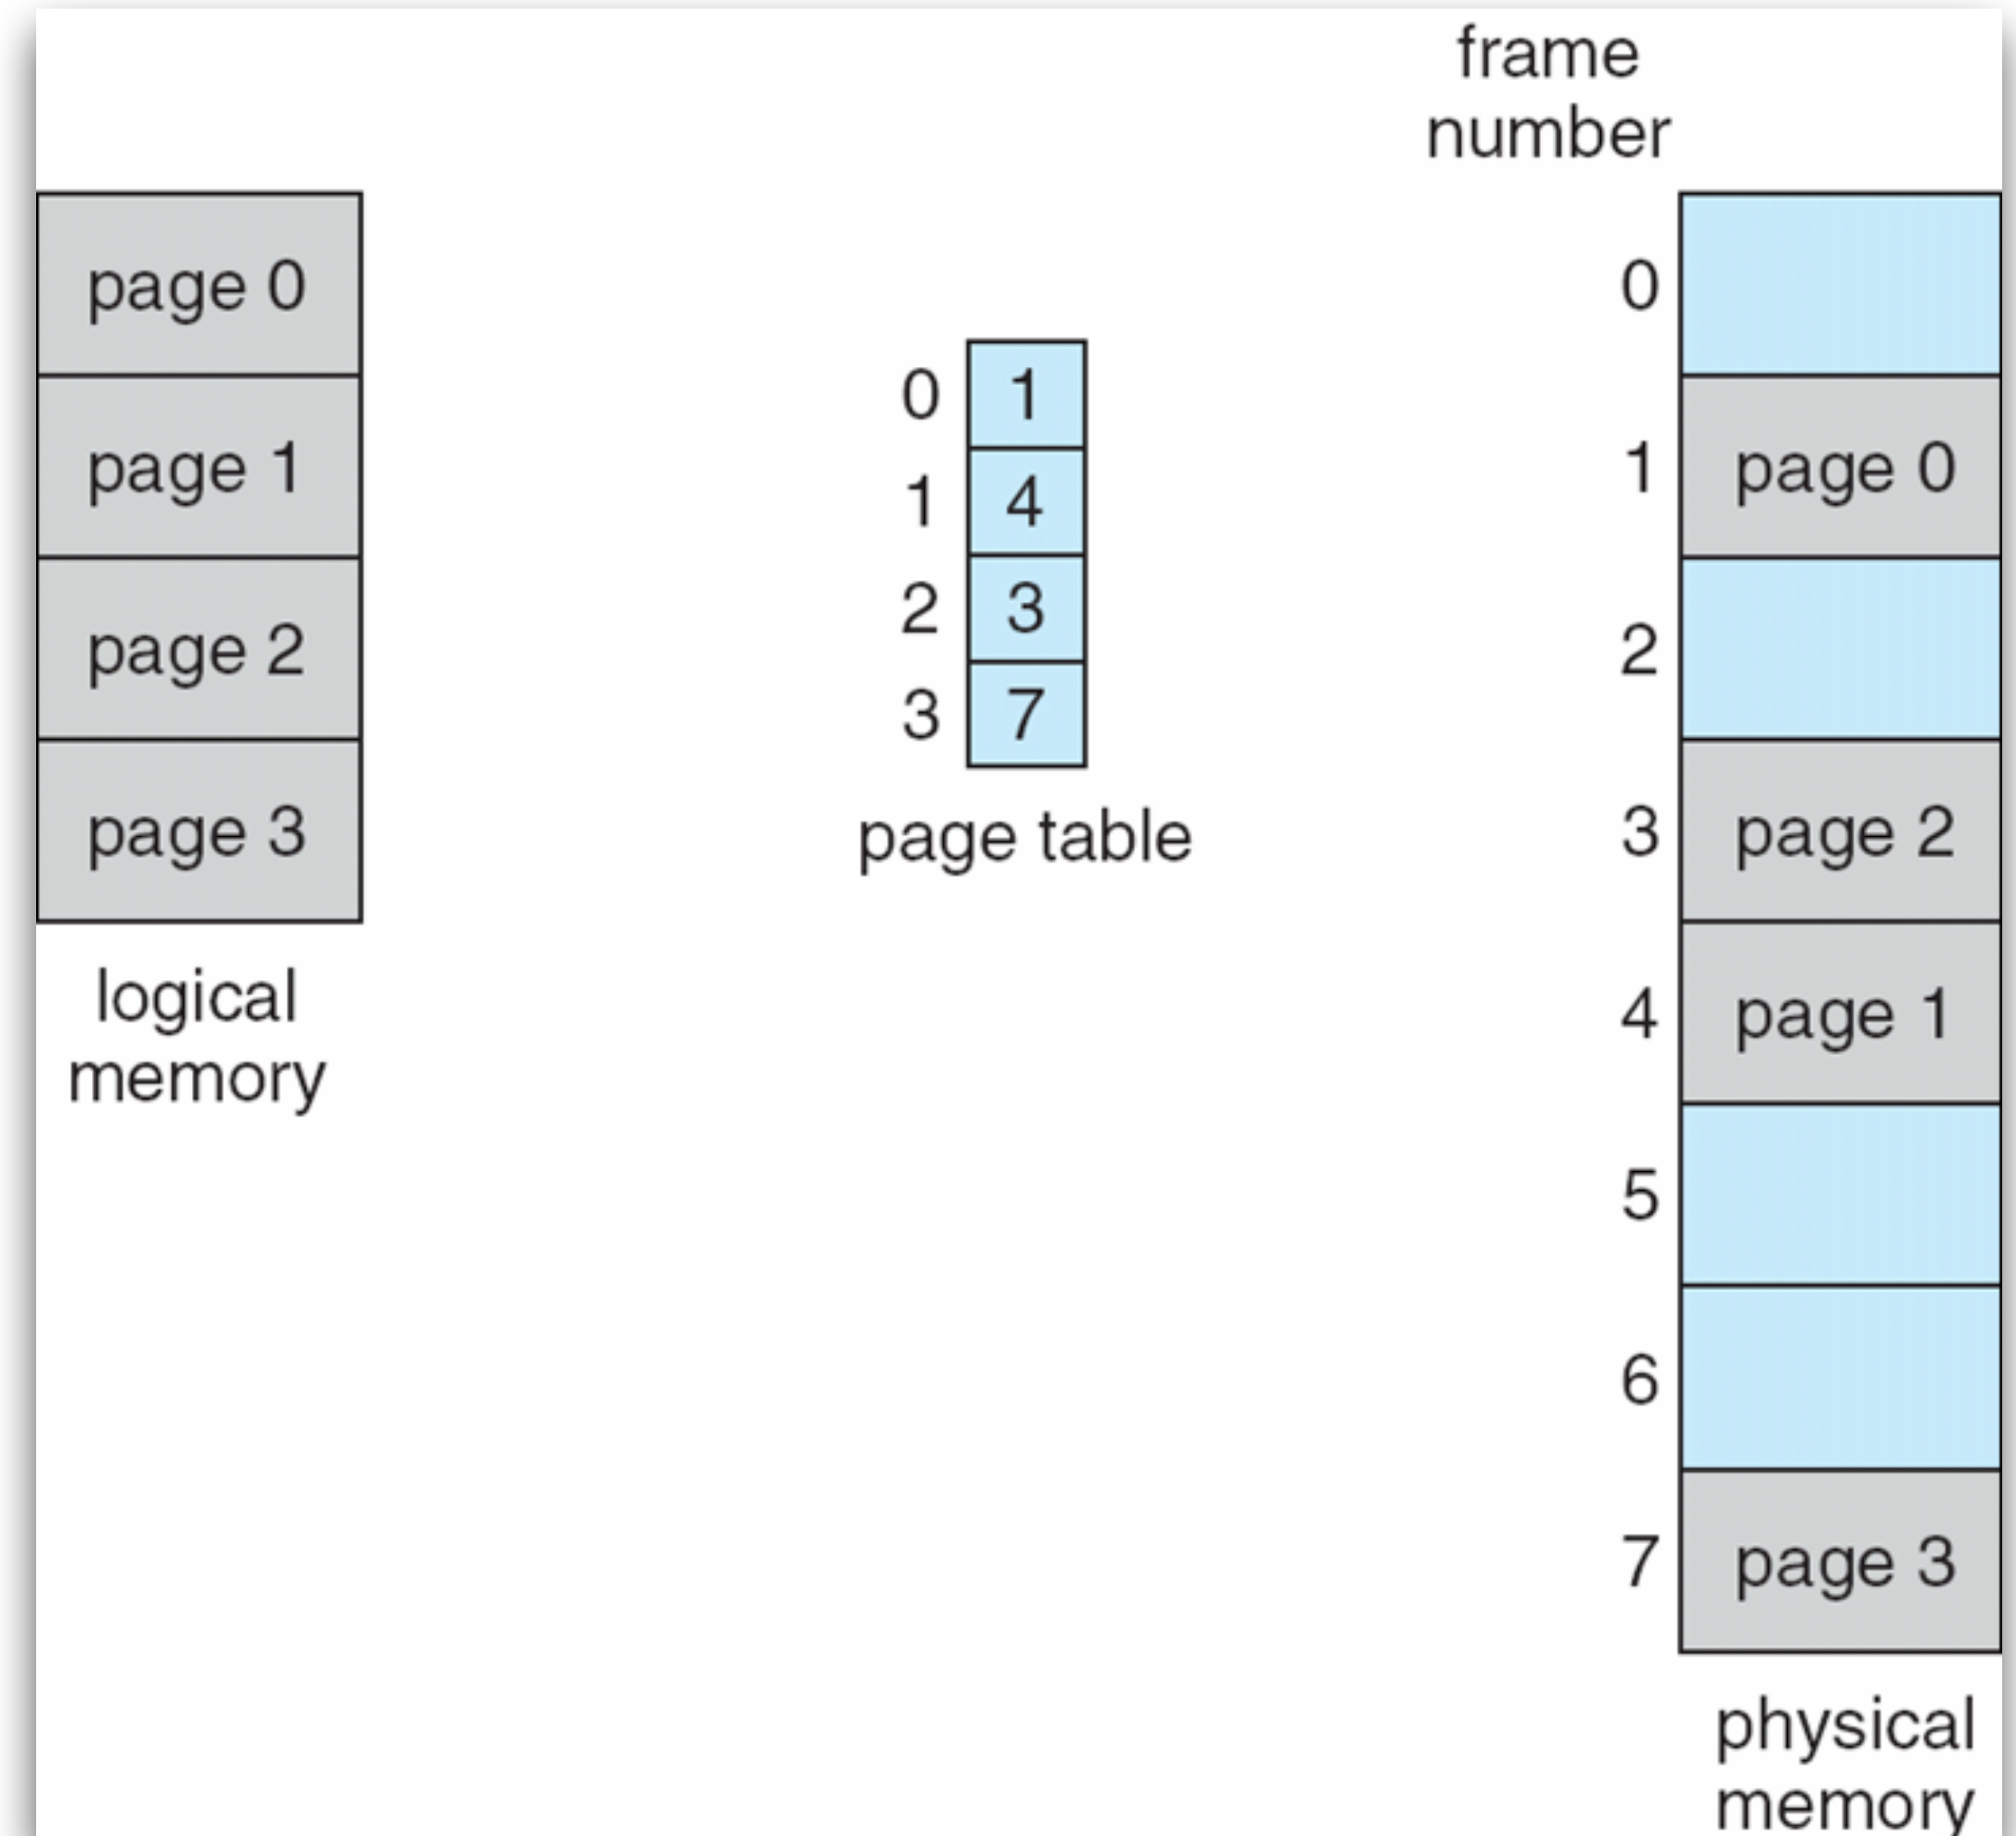 page 0
page 1
page 2
page 3
logical
memory
0 1
1 4
2 3
3 7
page table
frame
number
0
1 page 0
2
3 page 2
4 page 1
5
6
7 page 3
physical
memory